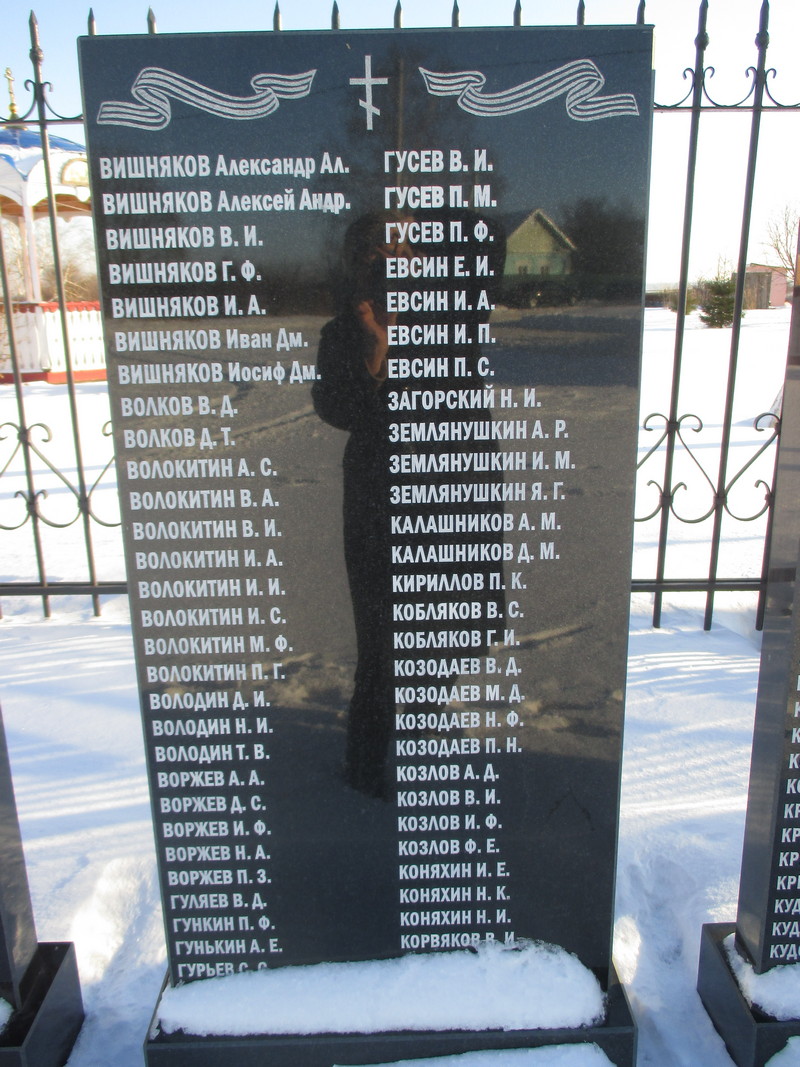 ВИШНЯКОВ Александр Ал.
ВИШНЯКОВ Алексей Андр.
ВИШНЯКОВ В. И.
ВИШНЯКОВ Г. Ф.
ВИШНЯКОВ И. А.
ВИШНЯКОВ Иван Дм.
ВИШНЯКОВ Иосиф Дм.
ВОЛКОВ В. Д.
ВОЛКОВ Д. Т.
ВОЛОКИТИН А. С.
ВОЛОКИТИН В. А.
ВОЛОКИТИН В. И.
ВОЛОКИТИН И. А.
ВОЛОКИТИН И. И.
ВОЛОКИТИН И. С.
ВОЛОКИТИН М. Ф.
ВОЛОКИТИН П. Г.
ВОЛОДИН Д. И.
ВОЛОДИН Н. И.
ВОЛОДИН Т. В.
ВОРЖЕВ А. А.
ВОРЖЕВ Д. С.
ВОРЖЕВ И. Ф.
ВОРЖЕВ Н. А.
ВОРЖЕВ П. З.
ГУЛЯЕВ В. Д.
ГУНКИН П. Ф.
ГУНЬКИН А. Е.
ГУРЬЕВ С. С.
ГУСЕВ В. И.
ГУСЕВ П. М.
ГУСЕВ П. Ф.
ЕВСИН Е. И.
ЕВСИН И. А.
ЕВСИН И. П.
ЕВСИН П. С.
ЗАГОРСКИЙ Н. И.
ЗЕМЛЯНУШКИН А. Р.
ЗЕМЛЯНУШКИН И. М.
ЗЕМЛЯНУШКИН Я. Г.
КАЛАШНИКОВ А. М.
КАЛАШНИКОВ Д. М.
КИРИЛЛОВ П. К.
КОБЛЯКОВ В. С.
КОБЛЯКОВ Г. И.
КОЗОДАЕВ В. Д.
КОЗОДАЕВ М. Д.
КОЗОДАЕВ Н. Ф.
КОЗОДАЕВ П. Н.
КОЗЛОВ А. Д.
КОЗЛОВ В. И.
КОЗЛОВ И. Ф.
КОЗЛОВ Ф. Е.
КОНЯХИН И. Е.
КОНЯХИН Н. К.
КОНЯХИН Н. И.
КОРВЯКОВ В. И.